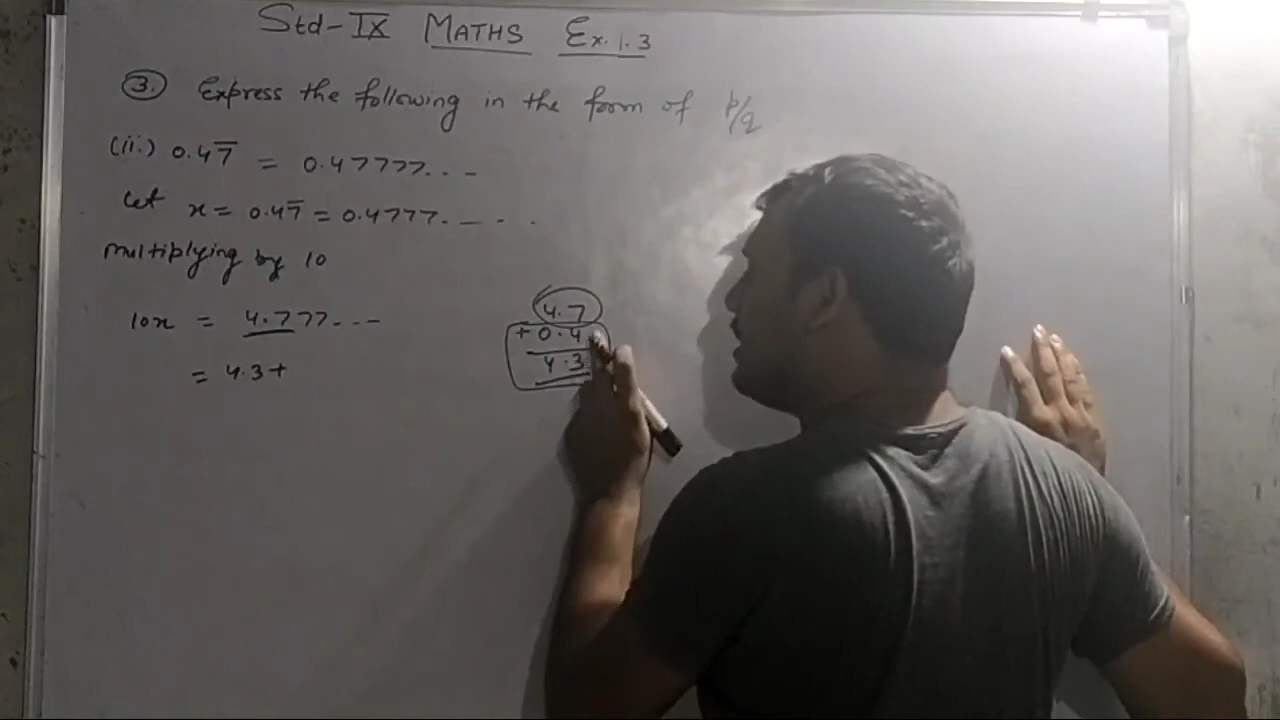 Std-IX MATHS Ex.1.3
3. Express the following in the form of p/q
(ii.) 0.47̅ = 0.47777...-
Let x = 0.47̅ = 0.4777.--..
multiplying by 10
10x = 4.777---
= 4.3+
4.7
+ 0.4
4.3